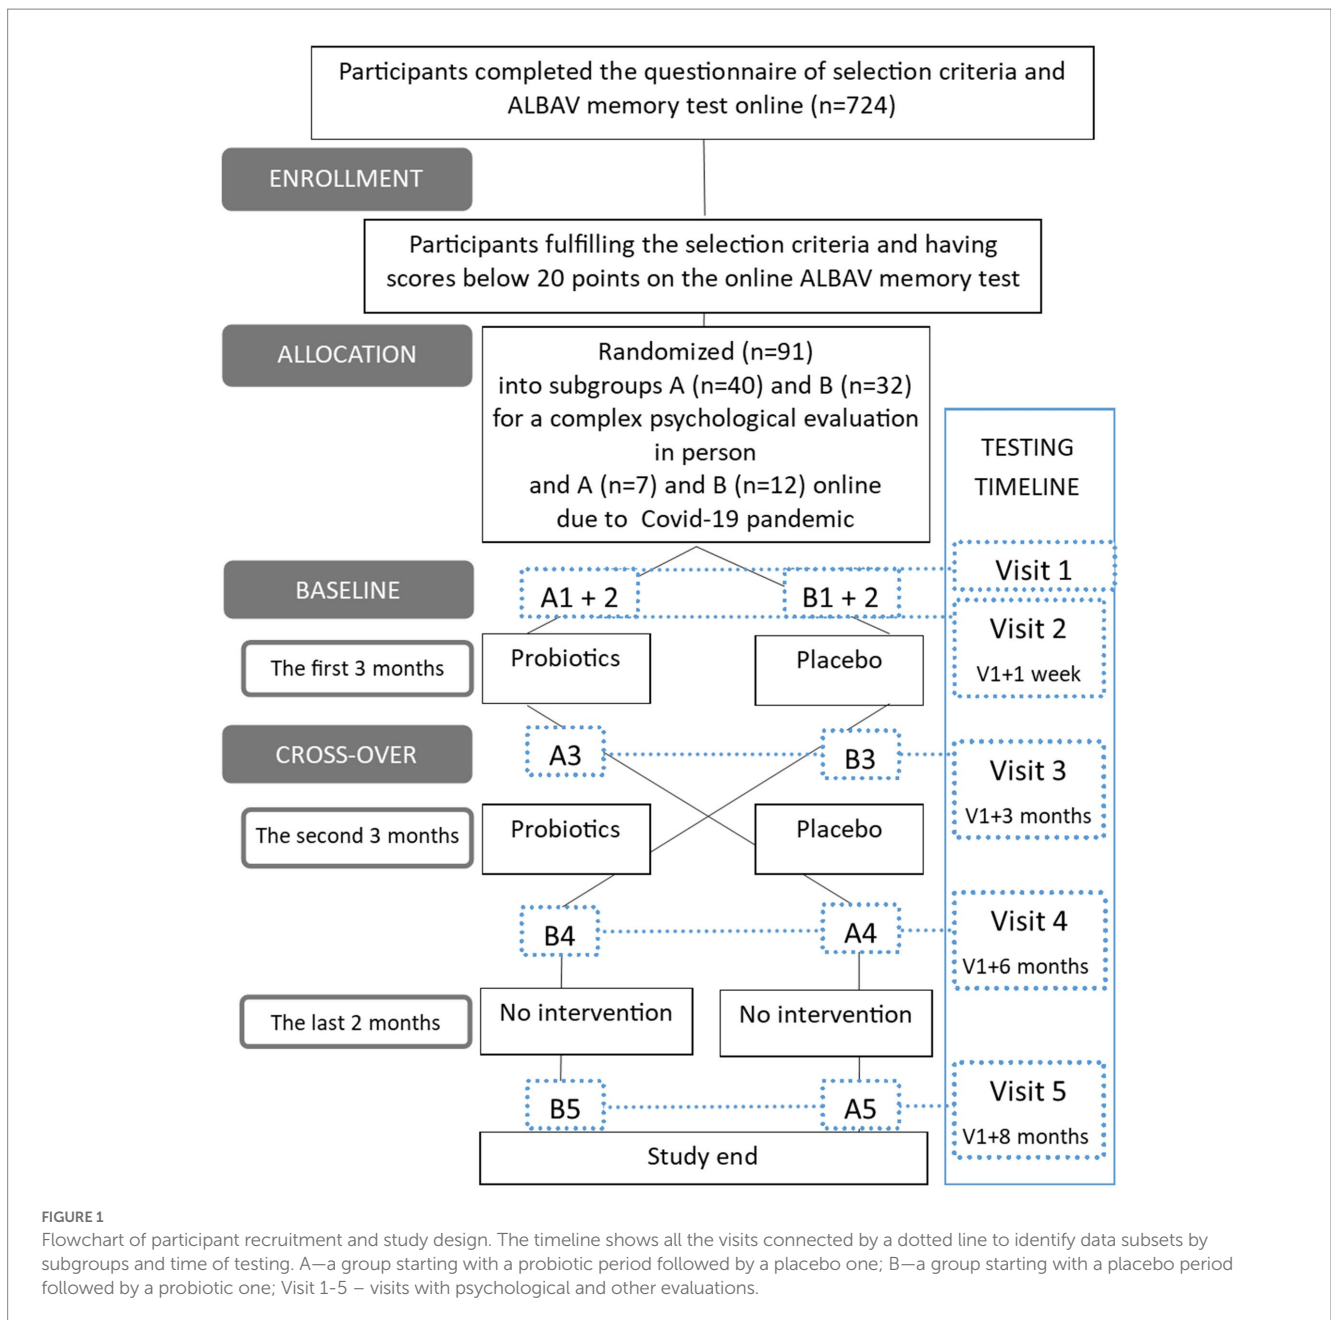 Participants completed the questionnaire of selection criteria and
ALBAV memory test online (n=724)
ENROLLMENT
Participants fulfilling the selection criteria and having
scores below 20 points on the online ALBAV memory test
ALLOCATION
Randomized (n=91)
into subgroups A (n=40) and B (n=32)
for a complex psychological evaluation
in person
and A (n=7) and B (n=12) online
due to Covid-19 pandemic
TESTING
TIMELINE
BASELINE
A1 + 2
B1 + 2
Visit 1
Visit 2
V1+1 week
The first 3 months
Probiotics
Placebo
CROSS-OVER
A3
B3
Visit 3
V1+3 months
The second 3 months
Probiotics
Placebo
B4
A4
Visit 4
V1+6 months
The last 2 months
No intervention
No intervention
B5
A5
Visit 5
V1+8 months
Study end
FIGURE 1
Flowchart of participant recruitment and study design. The timeline shows all the visits connected by a dotted line to identify data subsets by
subgroups and time of testing. A—a group starting with a probiotic period followed by a placebo one; B—a group starting with a placebo period
followed by a probiotic one; Visit 1-5 – visits with psychological and other evaluations.